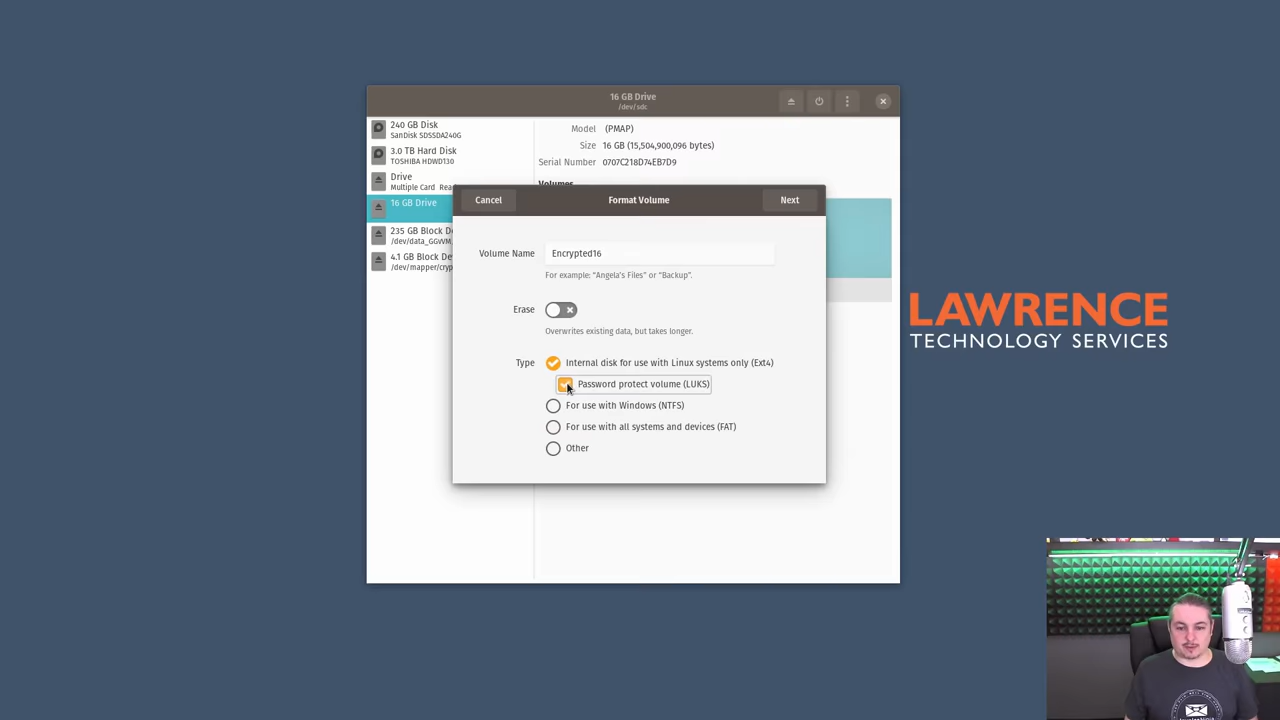 16 GB Drive
/dev/sdc
240 GB Disk
SanDisk SDSSDA240G
3.0 TB Hard Disk
TOSHIBA HDWD130
Drive
Multiple Card Rea
16 GB Drive
235 GB Block De
/dev/data_GGVVM
4.1 GB Block De
/dev/mapper/cryp
Model (PMAP)
Size 16 GB (15,504,900,096 bytes)
Serial Number 0707C218D74EB7D9
Volumes
Cancel Format Volume Next
Volume Name Encrypted16
For example: “Angela’s Files” or “Backup”.
Erase
Overwrites existing data, but takes longer.
Type Internal disk for use with Linux systems only (Ext4)
Password protect volume (LUKS)
For use with Windows (NTFS)
For use with all systems and devices (FAT)
Other
LAWRENCE
TECHNOLOGY SERVICES